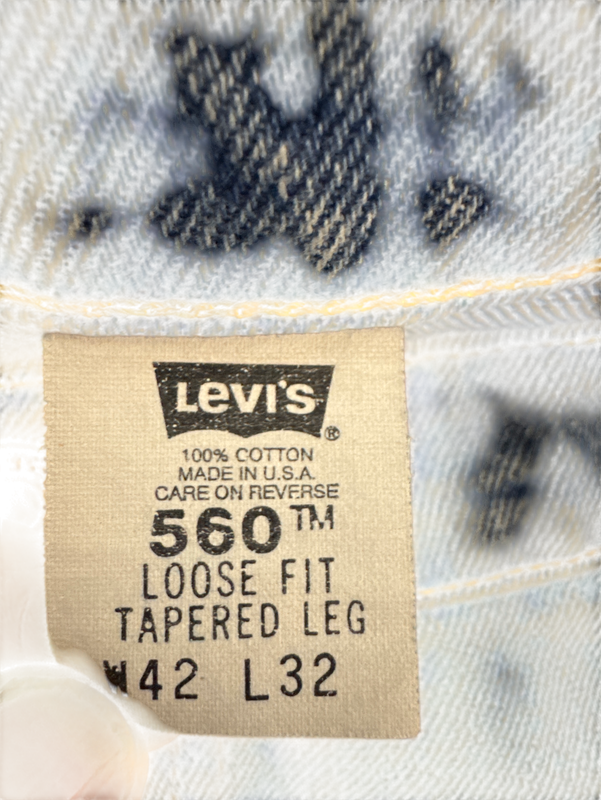 Levi's®
100% COTTON
MADE IN U.S.A.
CARE ON REVERSE
560™
LOOSE FIT
TAPERED LEG
W42 L32